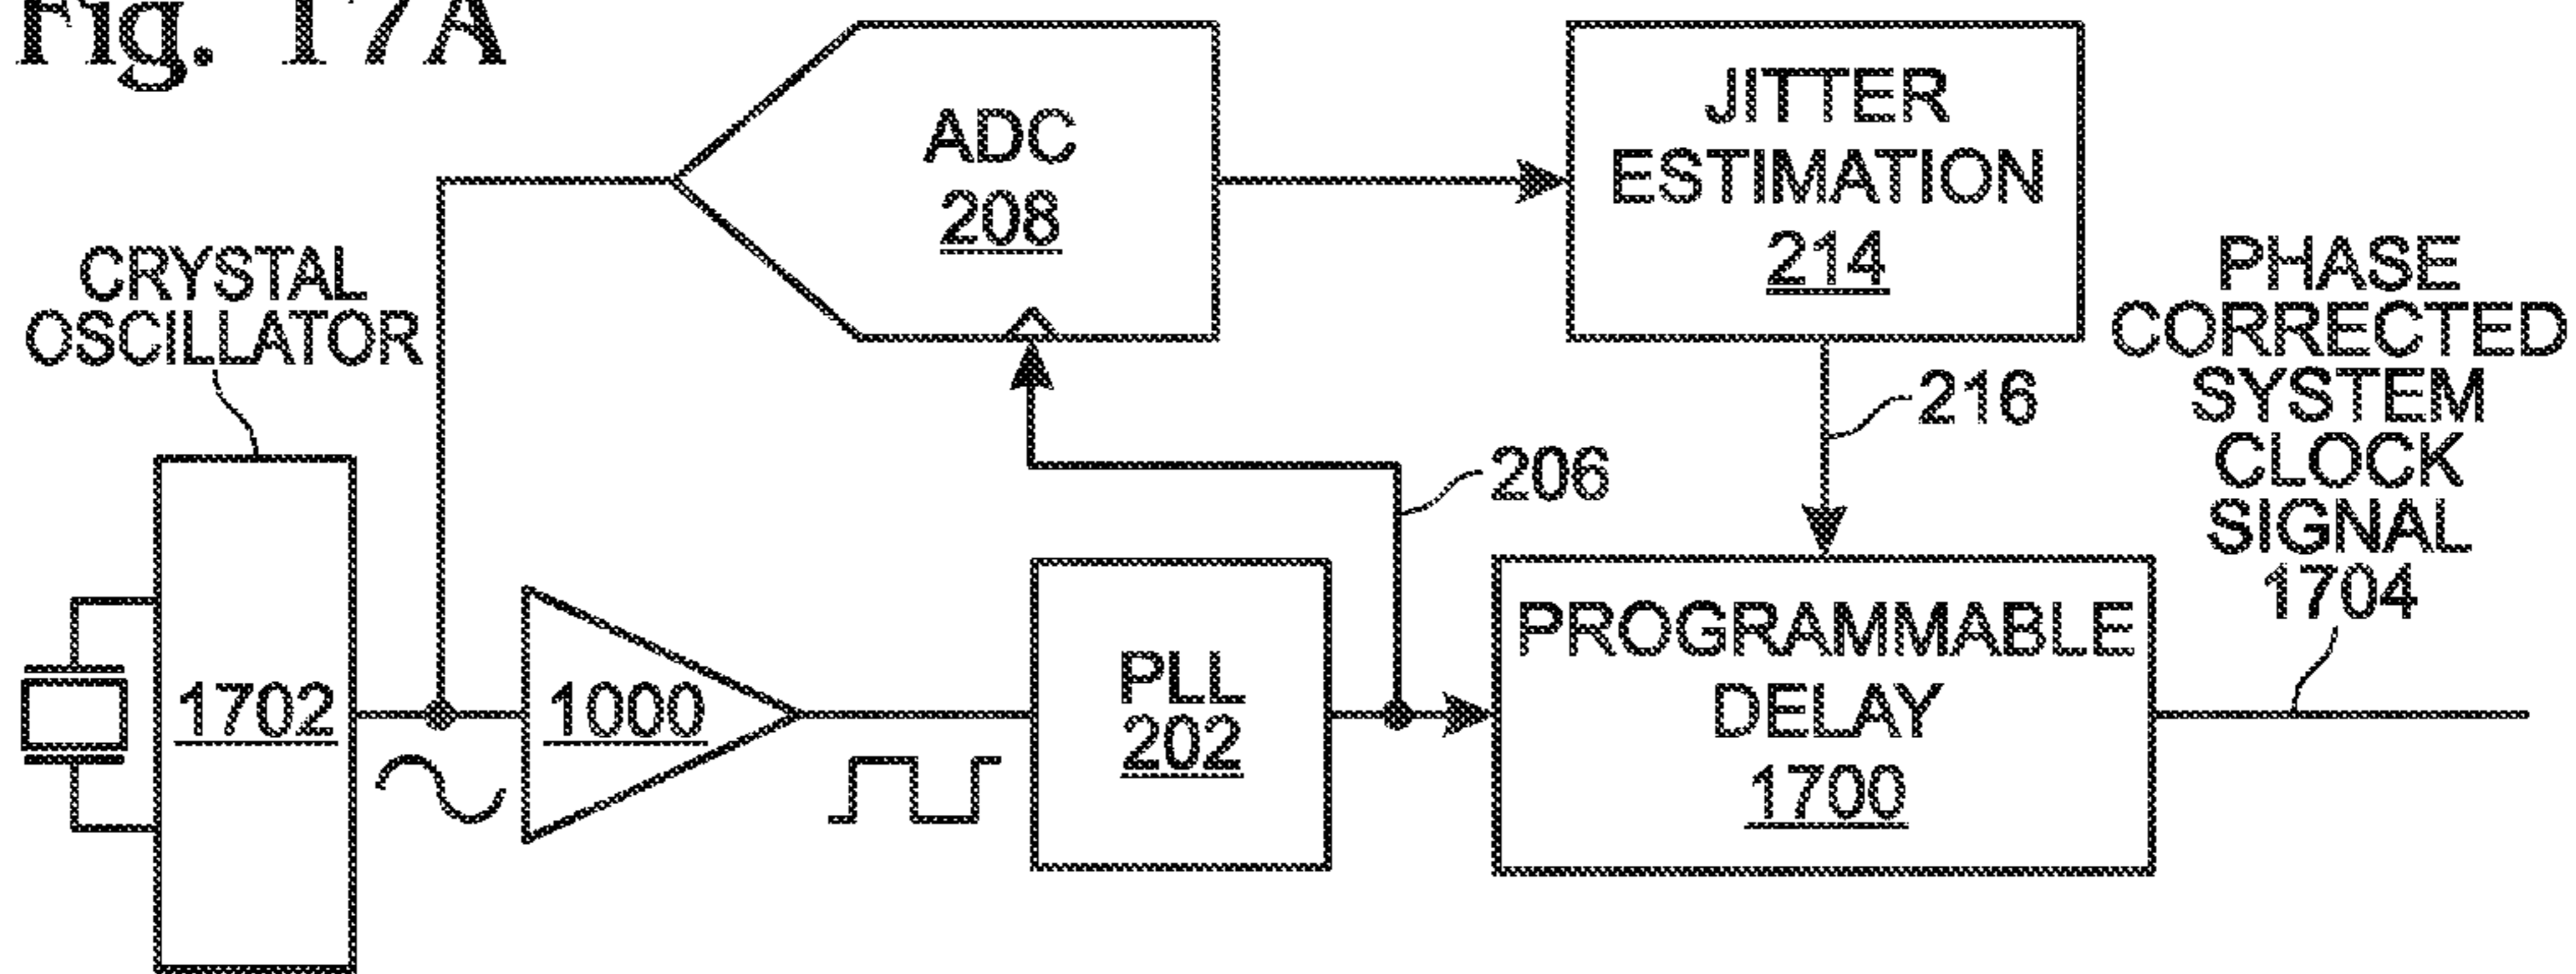 Fig. 17A
ADC
208
JITTER
ESTIMATION
214
CRYSTAL
OSCILLATOR
PHASE
CORRECTED
SYSTEM
CLOCK
SIGNAL
1704
216
206
1702
1000
PLL
202
PROGRAMMABLE
DELAY
1700